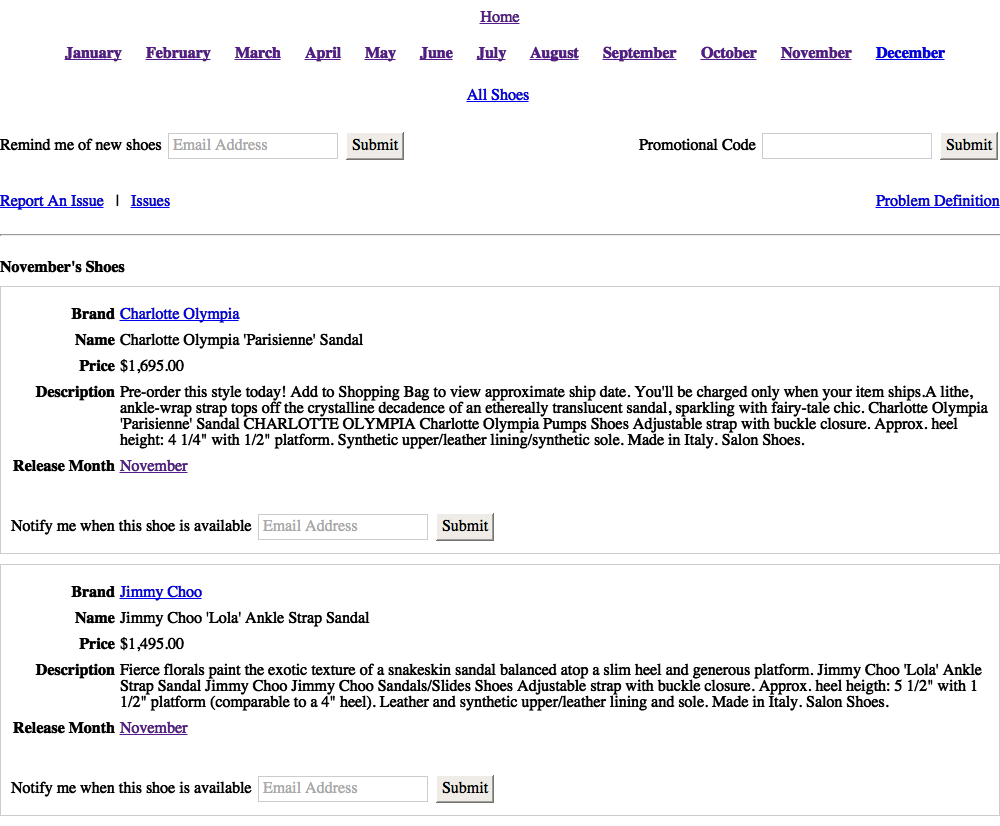 Home
January February March April May June July August September October November December
All Shoes
Remind me of new shoes Email Address Submit Promotional Code Submit
Report An Issue | Issues Problem Definition
November's Shoes
Brand Charlotte Olympia
Name Charlotte Olympia 'Parisienne' Sandal
Price $1,695.00
Description Pre-order this style today! Add to Shopping Bag to view approximate ship date. You'll be charged only when your item ships.A lithe,
ankle-wrap strap tops off the crystalline decadence of an ethereally translucent sandal, sparkling with fairy-tale chic. Charlotte Olympia
'Parisienne' Sandal CHARLOTTE OLYMPIA Charlotte Olympia Pumps Shoes Adjustable strap with buckle closure. Approx. heel
height: 4 1/4" with 1/2" platform. Synthetic upper/leather lining/synthetic sole. Made in Italy. Salon Shoes.
Release Month November
Notify me when this shoe is available Email Address Submit
Brand Jimmy Choo
Name Jimmy Choo 'Lola' Ankle Strap Sandal
Price $1,495.00
Description Fierce florals paint the exotic texture of a snakeskin sandal balanced atop a slim heel and generous platform. Jimmy Choo 'Lola' Ankle
Strap Sandal Jimmy Choo Jimmy Choo Sandals/Slides Shoes Adjustable strap with buckle closure. Approx. heel heigth: 5 1/2" with 1
1/2" platform (comparable to a 4" heel). Leather and synthetic upper/leather lining and sole. Made in Italy. Salon Shoes.
Release Month November
Notify me when this shoe is available Email Address Submit